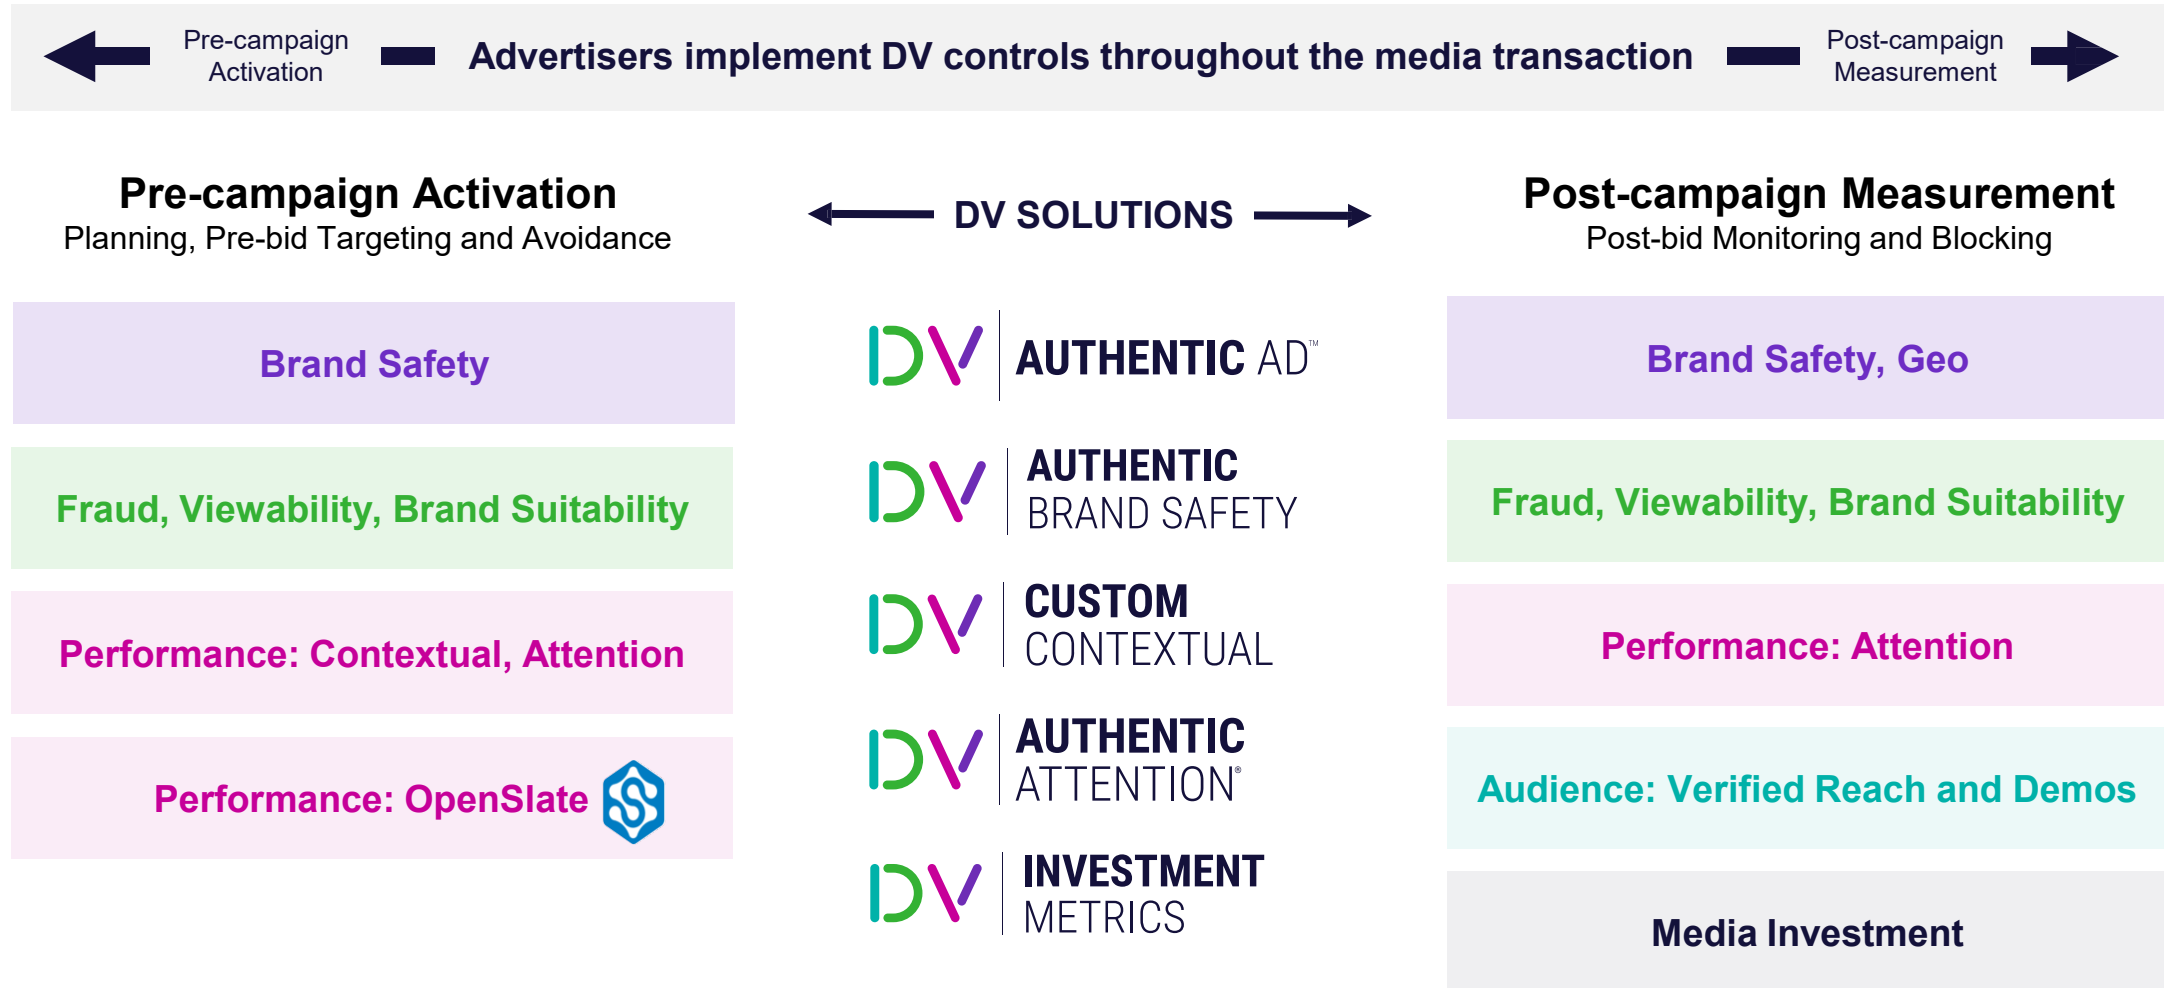 Pre-campaign
Activation
Advertisers implement DV controls throughout the media transaction
Post-campaign
Measurement
Pre-campaign Activation
Planning, Pre-bid Targeting and Avoidance
Brand Safety
Fraud, Viewability, Brand Suitability
Performance: Contextual, Attention
Performance: OpenSlate
DV SOLUTIONS
DV AUTHENTIC AD™
DV AUTHENTIC
BRAND SAFETY
DV CUSTOM
CONTEXTUAL
DV AUTHENTIC
ATTENTION®
DV INVESTMENT
METRICS
Post-campaign Measurement
Post-bid Monitoring and Blocking
Brand Safety, Geo
Fraud, Viewability, Brand Suitability
Performance: Attention
Audience: Verified Reach and Demos
Media Investment